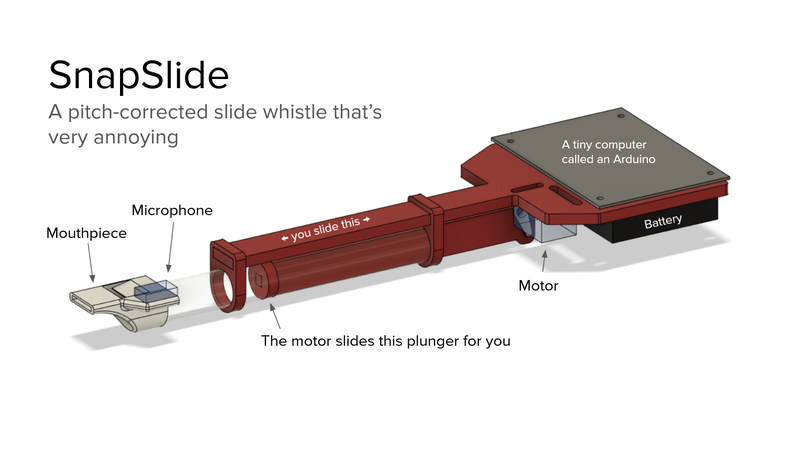 SnapSlide
A pitch-corrected slide whistle that's
very annoying
A tiny computer
called an Arduino
Microphone
Mouthpiece
← you slide this →
Battery
Motor
The motor slides this plunger for you